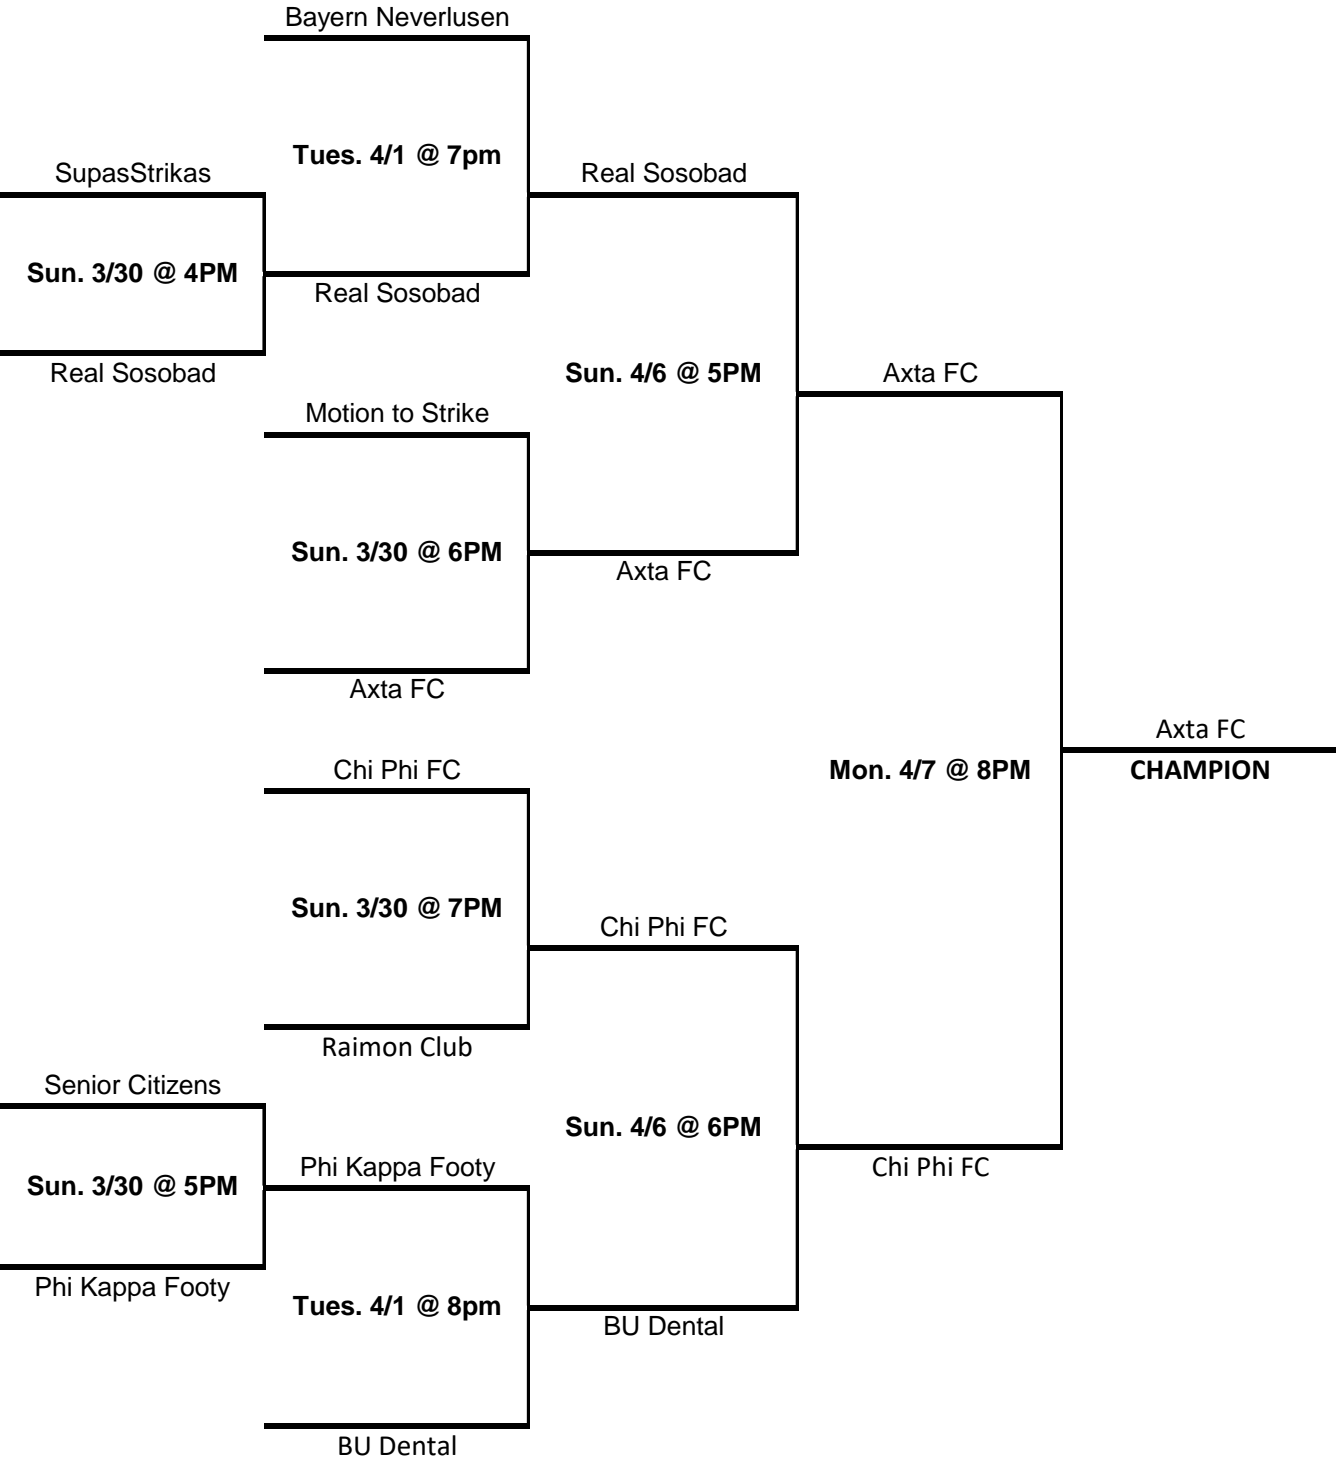 Bayern Neverlusen
Tues. 4/1 @ 7pm
SupasStrikas
Real Sosobad
Sun. 3/30 @ 4PM
Real Sosobad
Real Sosobad
Sun. 4/6 @ 5PM
Axta FC
Motion to Strike
Sun. 3/30 @ 6PM
Axta FC
Axta FC
Axta FC
Chi Phi FC
Mon. 4/7 @ 8PM
CHAMPION
Sun. 3/30 @ 7PM
Chi Phi FC
Raimon Club
Senior Citizens
Sun. 4/6 @ 6PM
Phi Kappa Footy
Chi Phi FC
Sun. 3/30 @ 5PM
Phi Kappa Footy
Tues. 4/1 @ 8pm
BU Dental
BU Dental